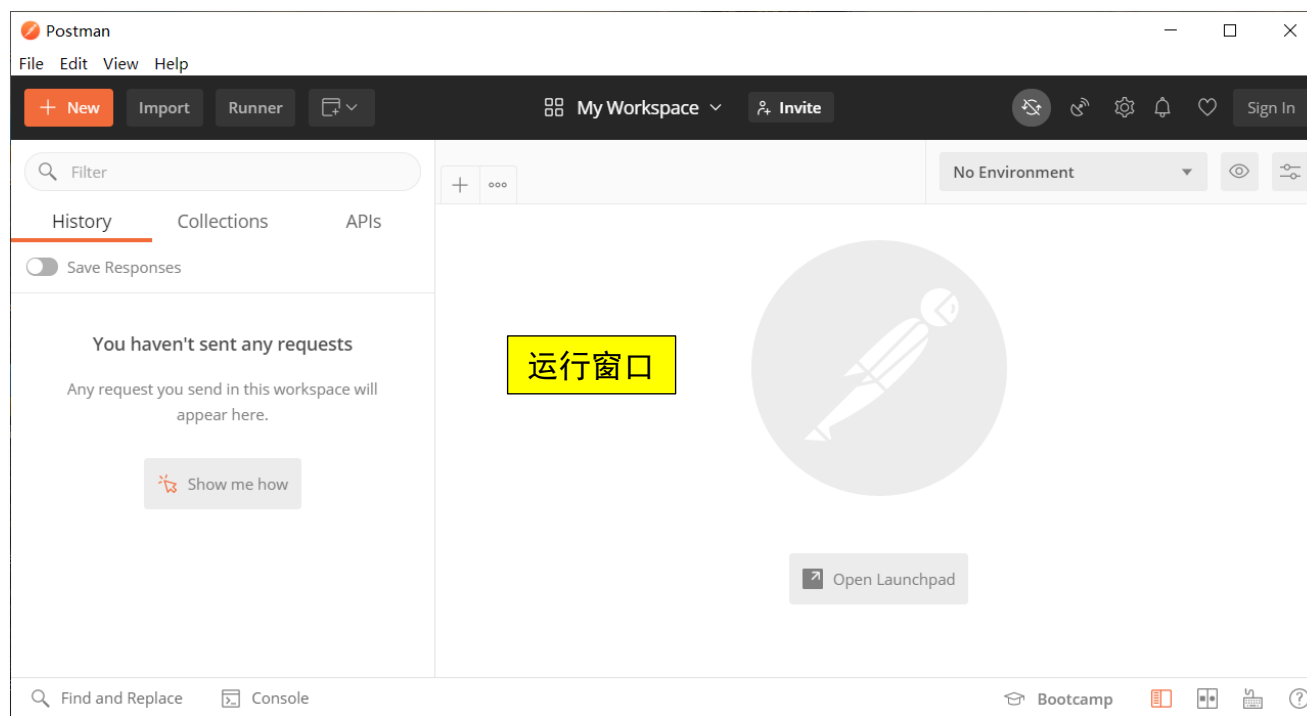 Postman
File Edit View Help
New Import Runner My Workspace Invite Sign In
Filter
No Environment
History Collections APIs
Save Responses
You haven't sent any requests
Any request you send in this workspace will
appear here.
Show me how
运行窗口
Open Launchpad
Find and Replace Console Bootcamp